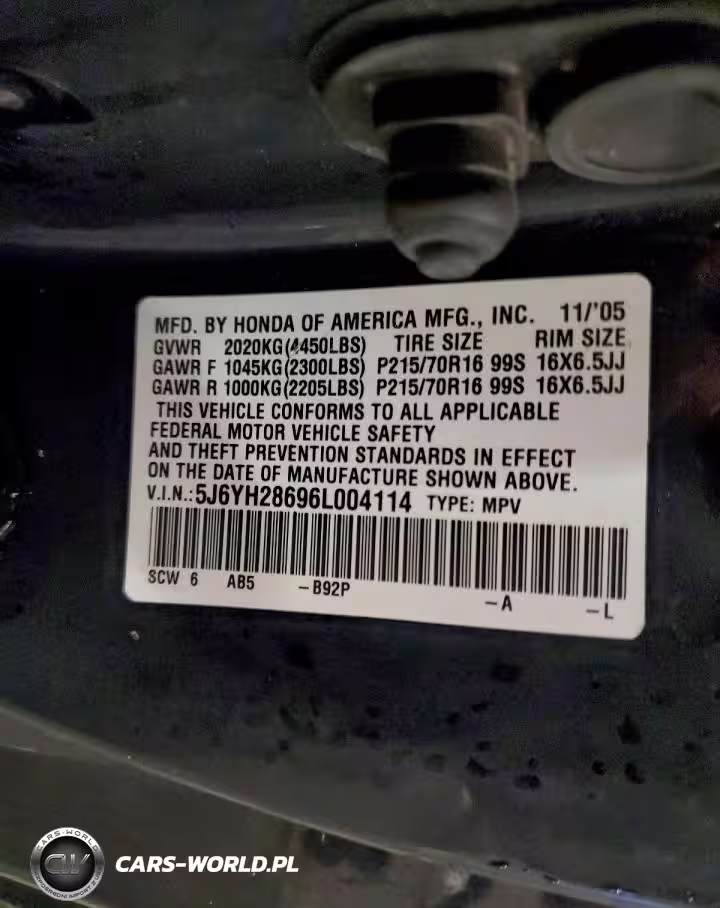 MFD. BY HONDA OF AMERICA MFG., INC. 11/'05
GVWR 2020KG(4450LBS) TIRE SIZE RIM SIZE
GAWR F 1045KG(2300LBS) P215/70R16 99S 16X6.5JJ
GAWR R 1000KG(2205LBS) P215/70R16 99S 16X6.5JJ
THIS VEHICLE CONFORMS TO ALL APPLICABLE
FEDERAL MOTOR VEHICLE SAFETY
AND THEFT PREVENTION STANDARDS IN EFFECT
ON THE DATE OF MANUFACTURE SHOWN ABOVE.
V.I.N.: 5J6YH28696L004114 TYPE: MPV
SCW 6 AB5 -B92P -A -L
CARS-WORLD
CW
CARS-WORLD.PL